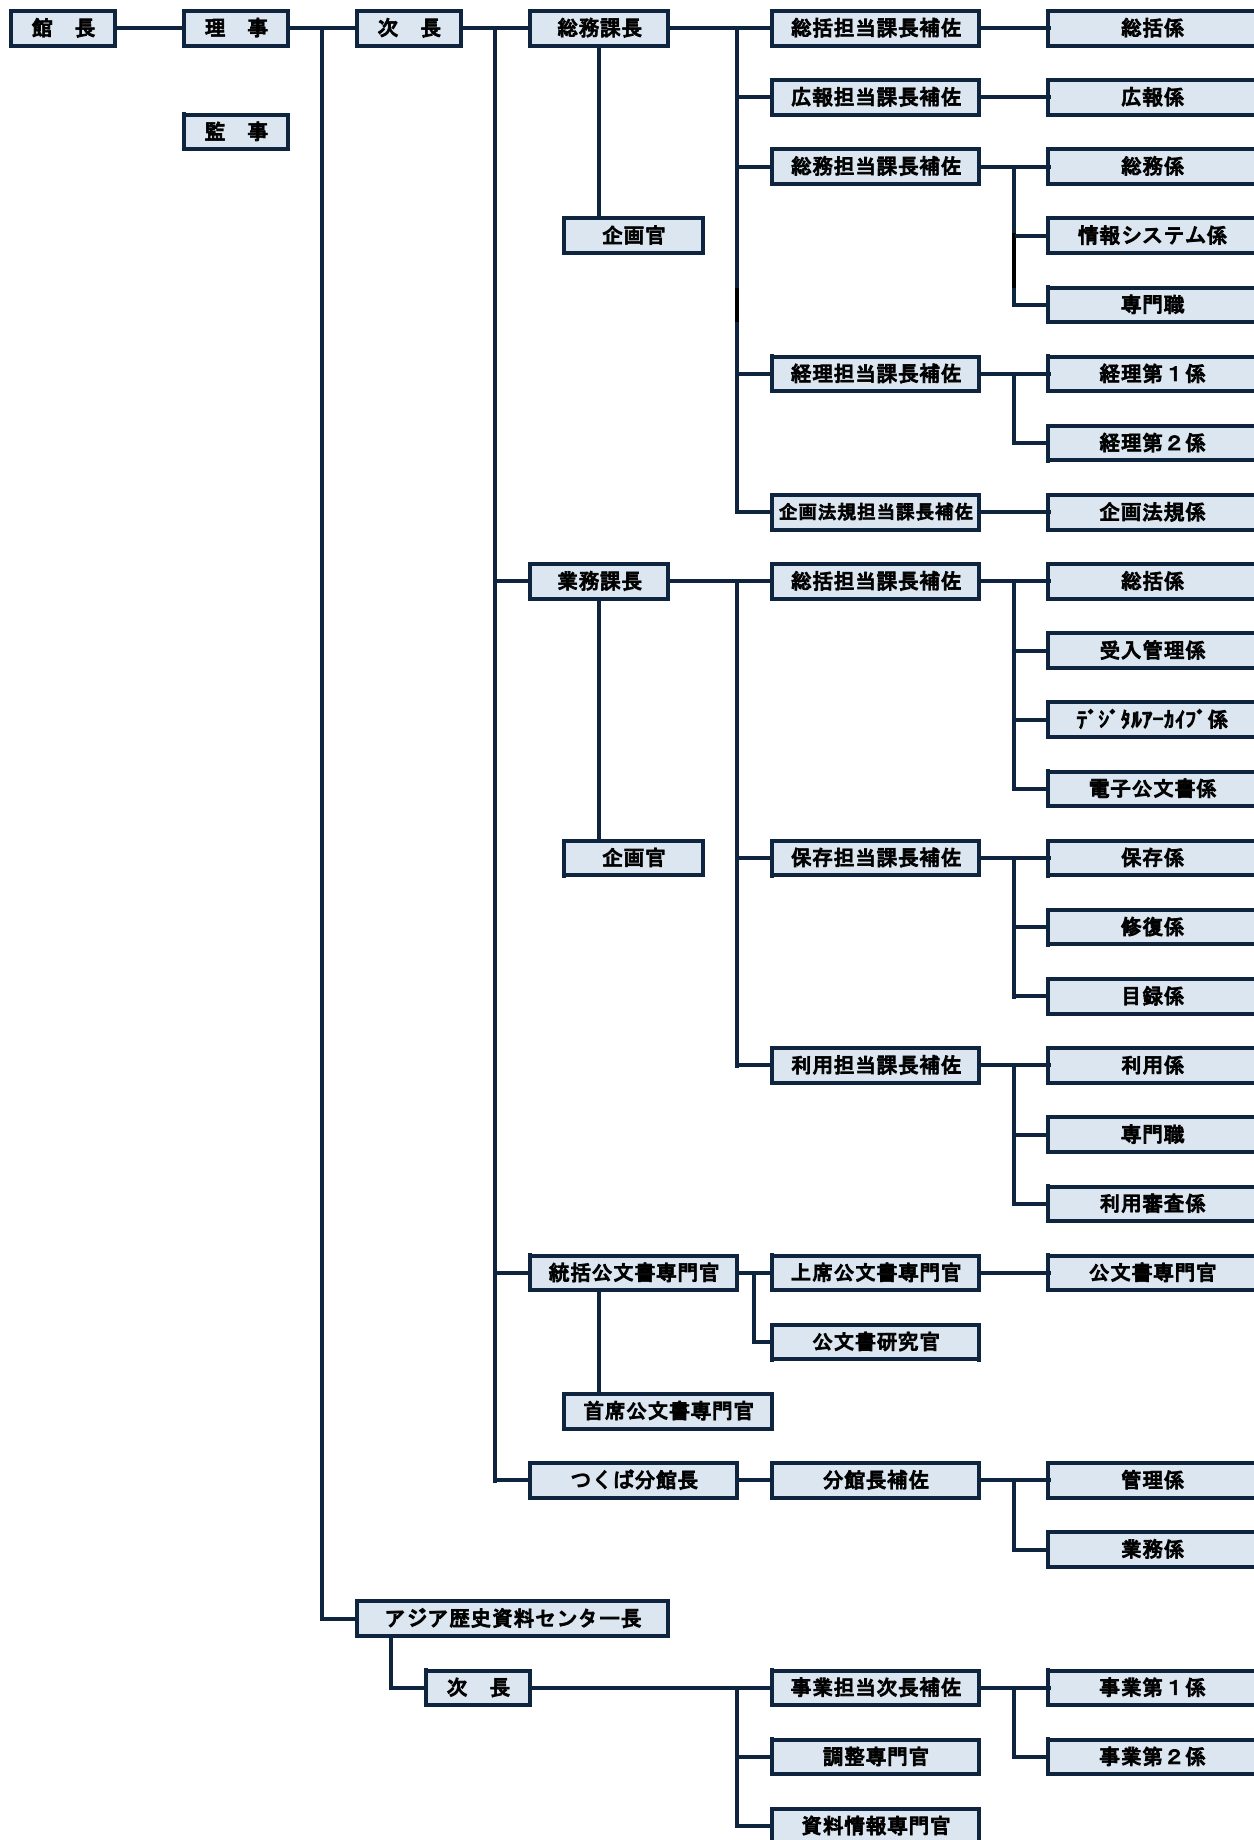 館　長
理　事
次　長
総務課長
総括担当課長補佐
総括係
広報担当課長補佐
広報係
監　事
総務担当課長補佐
総務係
企画官
情報システム係
専門職
経理担当課長補佐
経理第１係
経理第２係
企画法規担当課長補佐
企画法規係
業務課長
総括担当課長補佐
総括係
受入管理係
ﾃﾞｼﾞﾀﾙｱｰｶｲﾌﾞ係
電子公文書係
企画官
保存担当課長補佐
保存係
修復係
目録係
利用担当課長補佐
利用係
専門職
利用審査係
統括公文書専門官
上席公文書専門官
公文書専門官
公文書研究官
首席公文書専門官
つくば分館長
分館長補佐
管理係
業務係
アジア歴史資料センター長
次　長
事業担当次長補佐
事業第１係
調整専門官
事業第２係
資料情報専門官